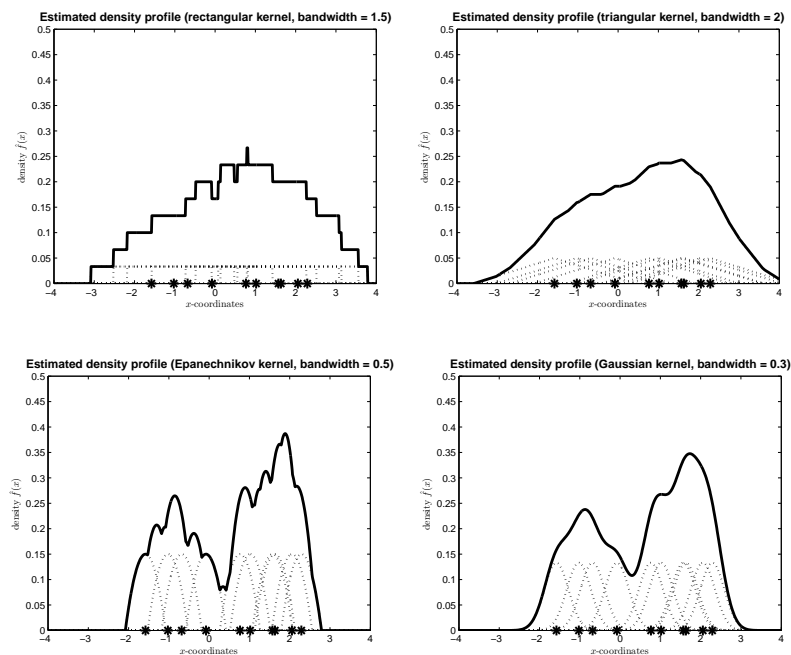 Estimated density profile (rectangular kernel, bandwidth = 1.5)
0.5
0.45
0.4
0.35
0.3
0.25
0.2
0.15
0.1
0.05
0
density f̂(x)
−4 −3 −2 −1 0 1 2 3 4
x-coordinates
Estimated density profile (triangular kernel, bandwidth = 2)
0.5
0.45
0.4
0.35
0.3
0.25
0.2
0.15
0.1
0.05
0
density f̂(x)
−4 −3 −2 −1 0 1 2 3 4
x-coordinates
Estimated density profile (Epanechnikov kernel, bandwidth = 0.5)
0.5
0.45
0.4
0.35
0.3
0.25
0.2
0.15
0.1
0.05
0
density f̂(x)
−4 −3 −2 −1 0 1 2 3 4
x-coordinates
Estimated density profile (Gaussian kernel, bandwidth = 0.3)
0.5
0.45
0.4
0.35
0.3
0.25
0.2
0.15
0.1
0.05
0
density f̂(x)
−4 −3 −2 −1 0 1 2 3 4
x-coordinates